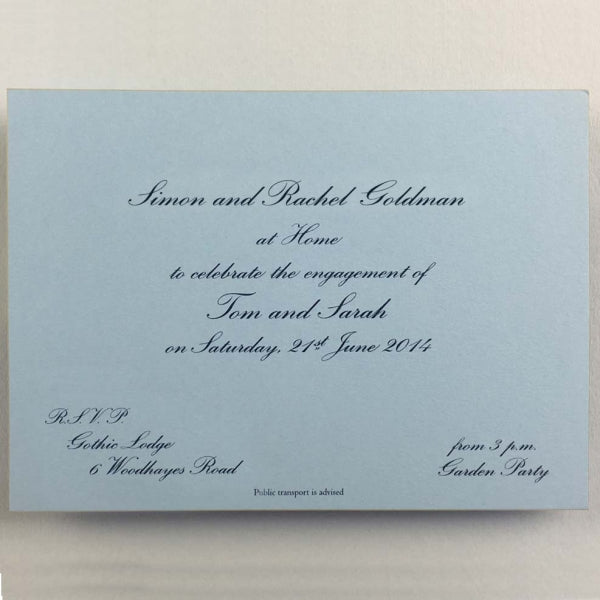 Simon and Rachel Goldman
at Home
to celebrate the engagement of
Tom and Sarah
on Saturday, 21st June 2014
R.S.V.P.
Gothic Lodge
6 Woodhayes Road
from 3 p.m.
Garden Party
Public transport is advised